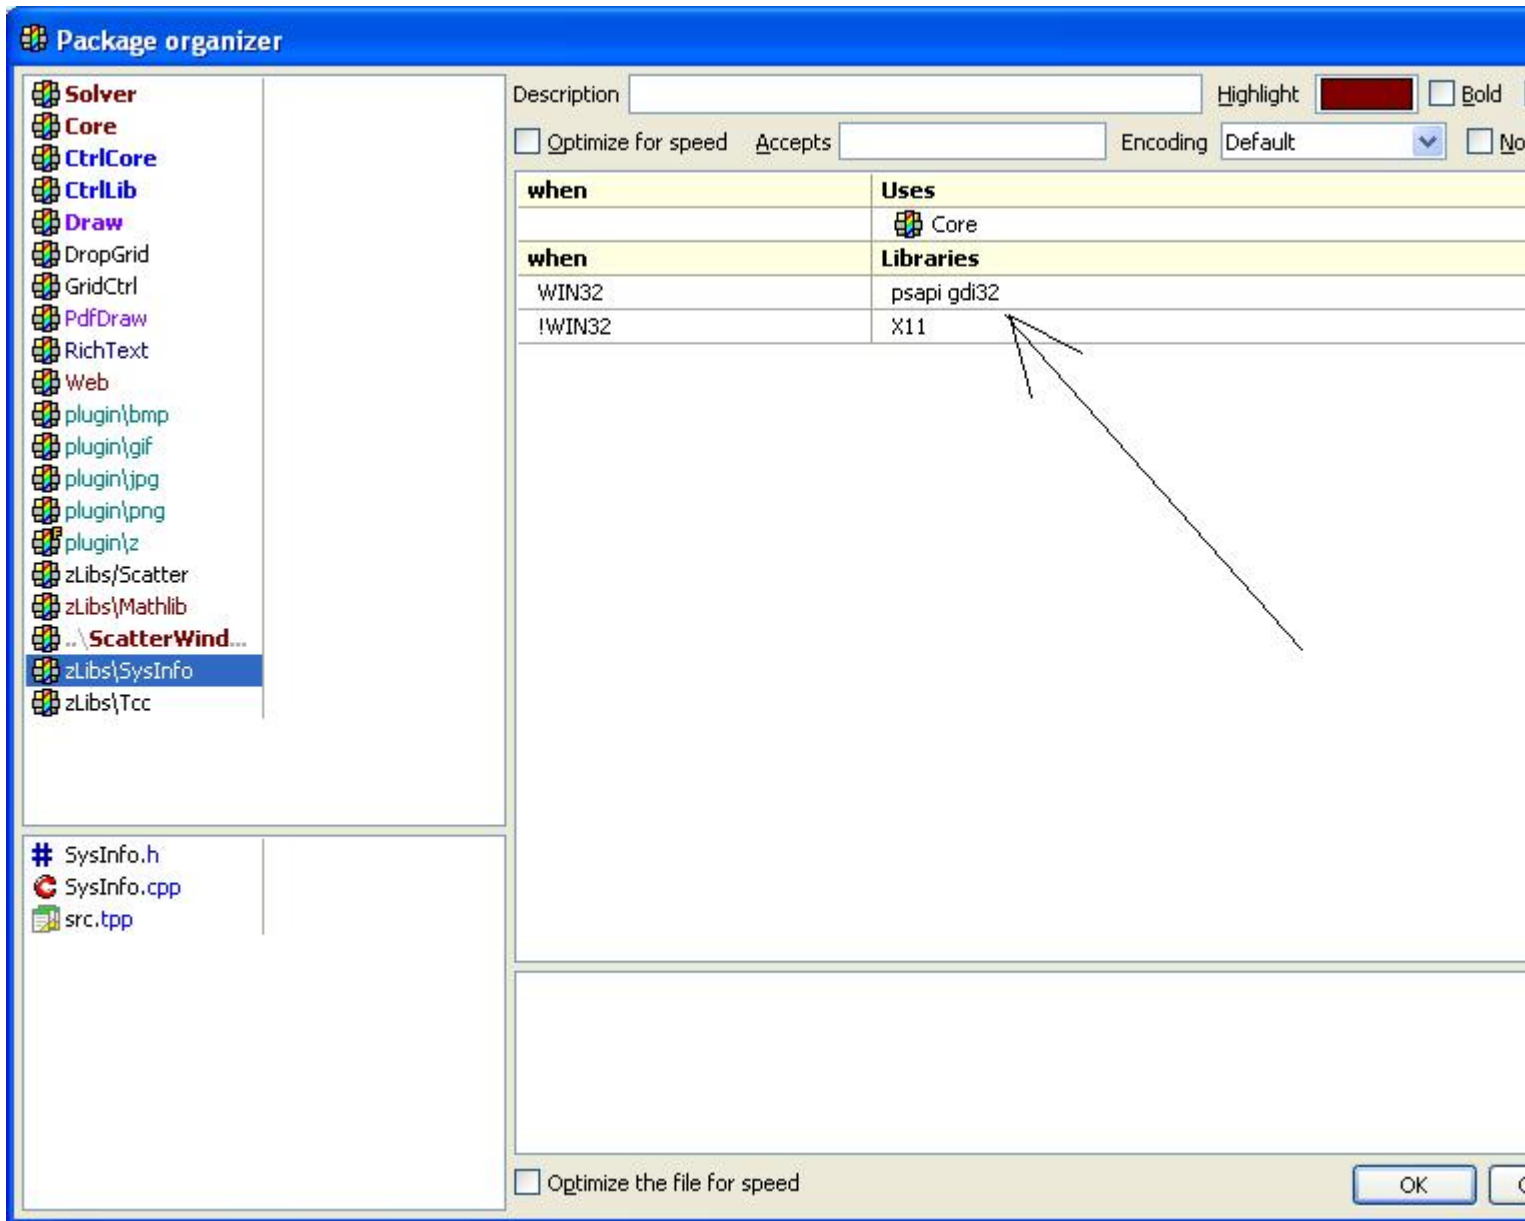 Package organizer
Solver
Core
CtrlCore
CtrlLib
Draw
DropGrid
GridCtrl
PdfDraw
RichText
Web
plugin\bmp
plugin\gif
plugin\jpg
plugin\png
plugin\z
zLibs/Scatter
zLibs\Mathlib
..\ScatterWind...
zLibs\SysInfo
zLibs\Tcc
SysInfo.h
SysInfo.cpp
src.tpp
Description Highlight Bold
Optimize for speed Accepts Encoding Default No
when Uses
Core
when Libraries
WIN32 psapi gdi32
!WIN32 X11
Optimize the file for speed OK